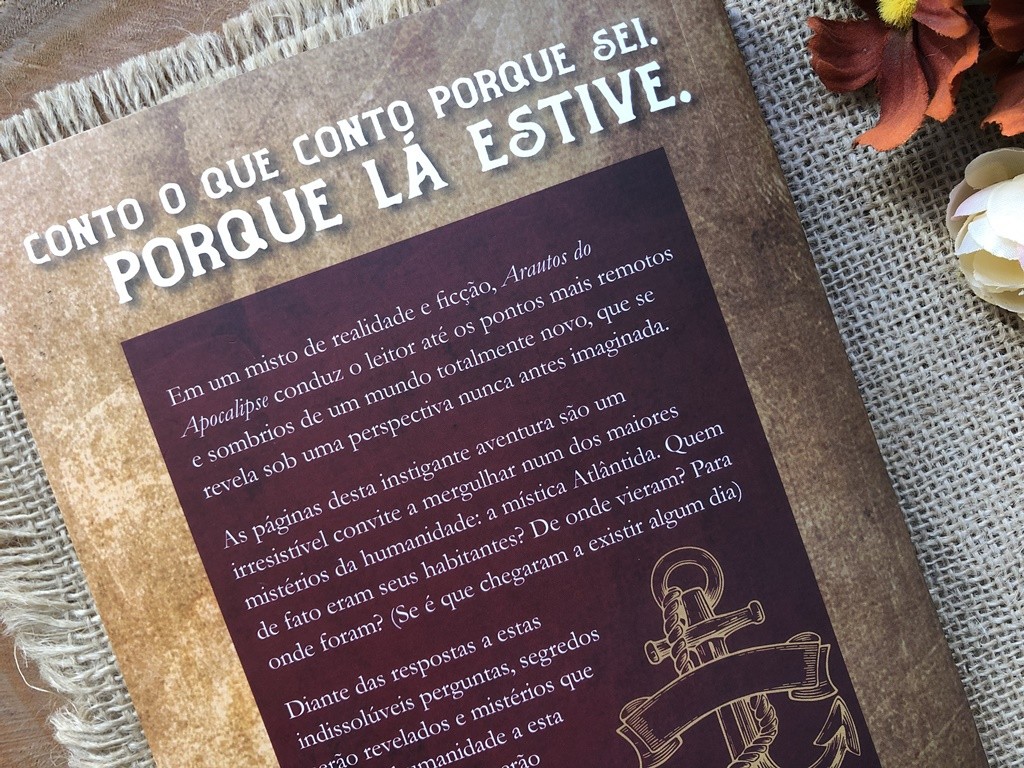 CONTO O QUE CONTO PORQUE SEI.
PORQUE LÁ ESTIVE.
Em um misto de realidade e ficção, Arautos do
Apocalipse conduz o leitor até os pontos mais remotos
e sombrios de um mundo totalmente novo, que se
revela sob uma perspectiva nunca antes imaginada.
As páginas desta instigante aventura são um
irresistível convite a mergulhar num dos maiores
mistérios da humanidade: a mística Atlântida. Quem
de fato eram seus habitantes? De onde vieram? Para
onde foram? (Se é que chegaram a existir algum dia)
Diante das respostas a estas
indissolúveis perguntas, segredos
serão revelados e mistérios que
humanidade a esta